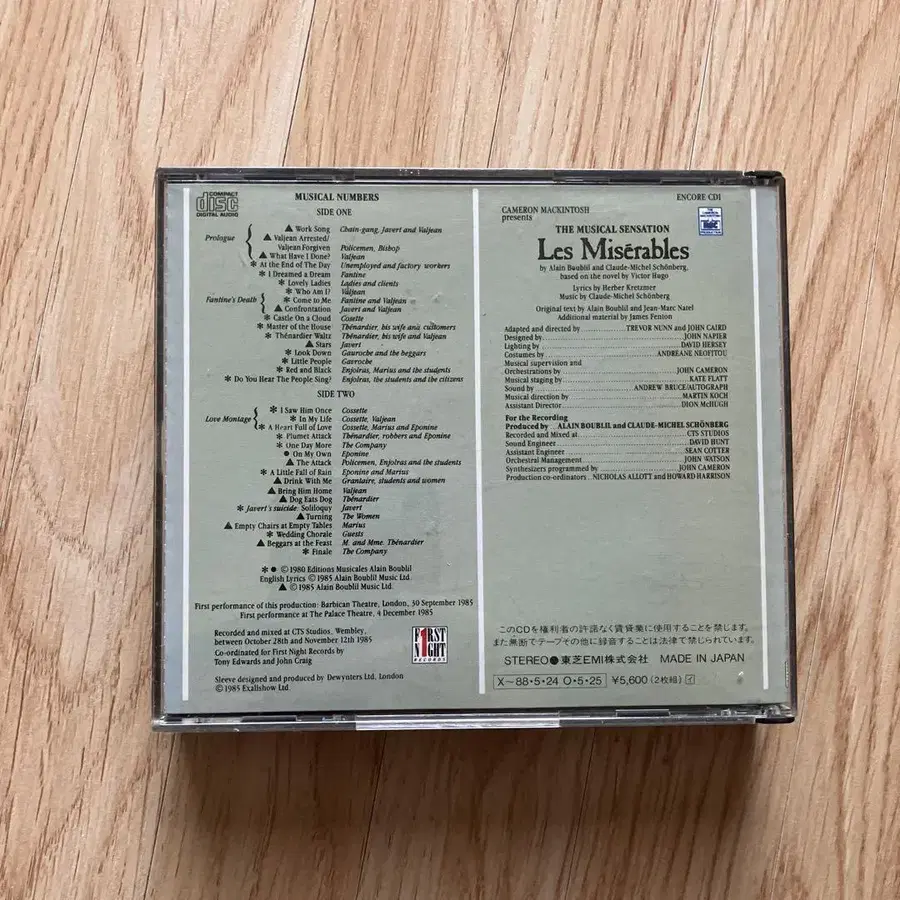 COMPACT
disc
DIGITAL AUDIO
MUSICAL NUMBERS
SIDE ONE
Prologue
▲ Work Song Chain-gang, Javert and Valjean
▲ Valjean Arrested/
Valjean Forgiven Policemen, Bishop
▲ What Have I Done? Valjean
✻ At the End of The Day Unemployed and factory workers
✻ I Dreamed a Dream Fantine
✻ Lovely Ladies Ladies and clients
✻ Who Am I? Valjean
Fantine's Death
✻ Come to Me Fantine and Valjean
▲ Confrontation Javert and Valjean
✻ Castle On a Cloud Cosette
✻ Master of the House Thénardier, his wife and customers
✻ Thénardier Waltz Thénardier, his wife and Valjean
▲ Stars Javert
✻ Look Down Gavroche and the beggars
✻ Little People Gavroche
✻ Red and Black Enjolras, Marius and the students
✻ Do You Hear The People Sing? Enjolras, the students and the citizens
SIDE TWO
Love Montage
✻ I Saw Him Once Cossette
✻ In My Life Cossette, Valjean
✻ A Heart Full of Love Cossette, Marius and Eponine
✻ Plumet Attack Thénardier, robbers and Eponine
✻ One Day More The Company
● On My Own Eponine
▲ The Attack Policemen, Enjolras and the students
✻ A Little Fall of Rain Eponine and Marius
▲ Drink With Me Grantaire, students and women
▲ Bring Him Home Valjean
▲ Dog Eats Dog Thénardier
✻ Javert's suicide: Soliloquy Javert
▲ Turning The Women
▲ Empty Chairs at Empty Tables Marius
✻ Wedding Chorale Guests
▲ Beggars at the Feast M. and Mme. Thénardier
✻ Finale The Company
✻ ● © 1980 Editions Musicales Alain Boublil
English Lyrics © 1985 Alain Boublil Music Ltd.
▲ © 1985 Alain Boublil Music Ltd.
First performance of this production: Barbican Theatre, London, 30 September 1985
First performance at The Palace Theatre, 4 December 1985
Recorded and mixed at CTS Studios, Wembley,
between October 28th and November 12th 1985
Co-ordinated for First Night Records by
Tony Edwards and John Craig
F1RST
NIGHT
RECORDS
Sleeve designed and produced by Dewynters Ltd, London
© 1985 Exallshow Ltd.
ENCORE CD1
CAMERON MACKINTOSH
presents
THE MUSICAL SENSATION
Les Misérables
by Alain Boublil and Claude-Michel Schönberg,
based on the novel by Victor Hugo
Lyrics by Herber Kretzmer
Music by Claude-Michel Schönberg
Original text by Alain Boublil and Jean-Marc Natel
Additional material by James Fenton
Adapted and directed by TREVOR NUNN and JOHN CAIRD
Designed by JOHN NAPIER
Lighting by DAVID HERSEY
Costumes by ANDREANE NEOFITOU
Musical supervision and
Orchestrations by JOHN CAMERON
Musical staging by KATE FLATT
Sound by ANDREW BRUCE/AUTOGRAPH
Musical direction by MARTIN KOCH
Assistant Director DION McHUGH
For the Recording
Produced by ALAIN BOUBLIL and CLAUDE-MICHEL SCHÖNBERG
Recorded and Mixed at CTS STUDIOS
Sound Engineer DAVID HUNT
Assistant Engineer SEAN COTTER
Orchestral Management JOHN WATSON
Synthesizers programmed by JOHN CAMERON
Production co-ordinators NICHOLAS ALLOTT and HOWARD HARRISON
このCDを権利者の許諾なく賃貸業に使用することを禁じます。
また無断でテープその他に録音することは法律で禁じられています。
STEREO●東芝EMI株式会社 MADE IN JAPAN
X〜88・5・24 O・5・25 ¥5,600(2枚組) イ